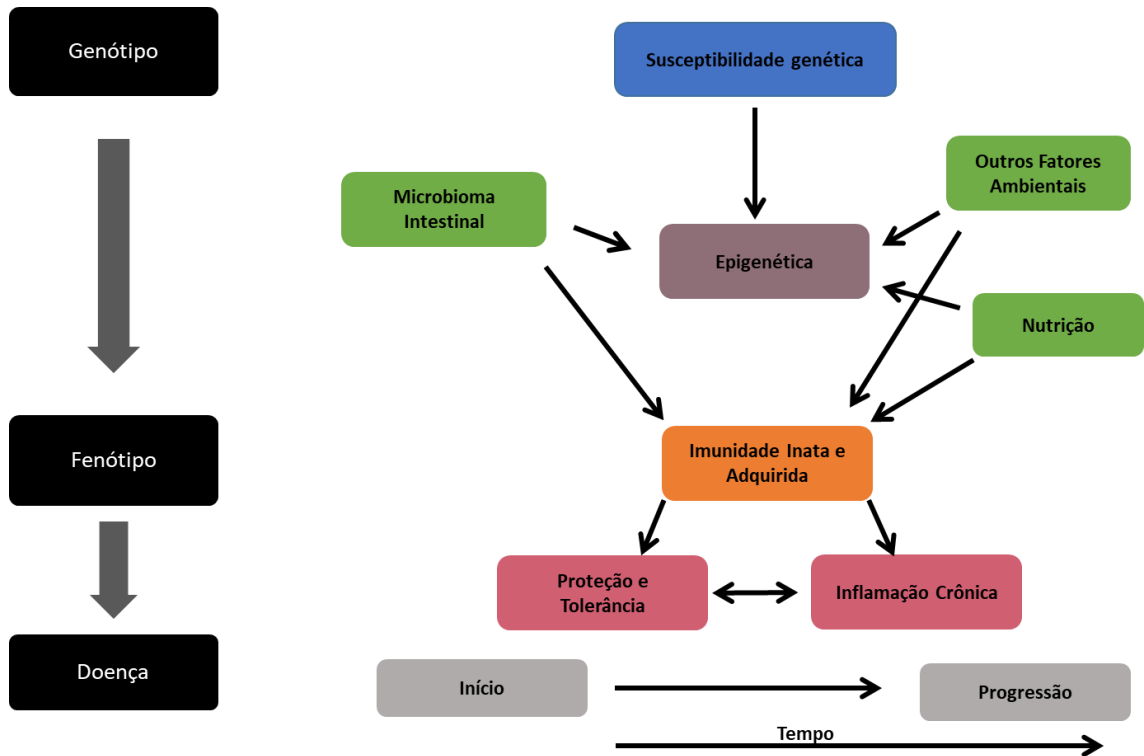 Genótipo
Susceptibilidade genética
Outros Fatores
Ambientais
Microbioma
Intestinal
Epigenética
Nutrição
Fenótipo
Imunidade Inata e
Adquirida
Proteção e
Tolerância
Inflamação Crônica
Doença
Início
Progressão
Tempo